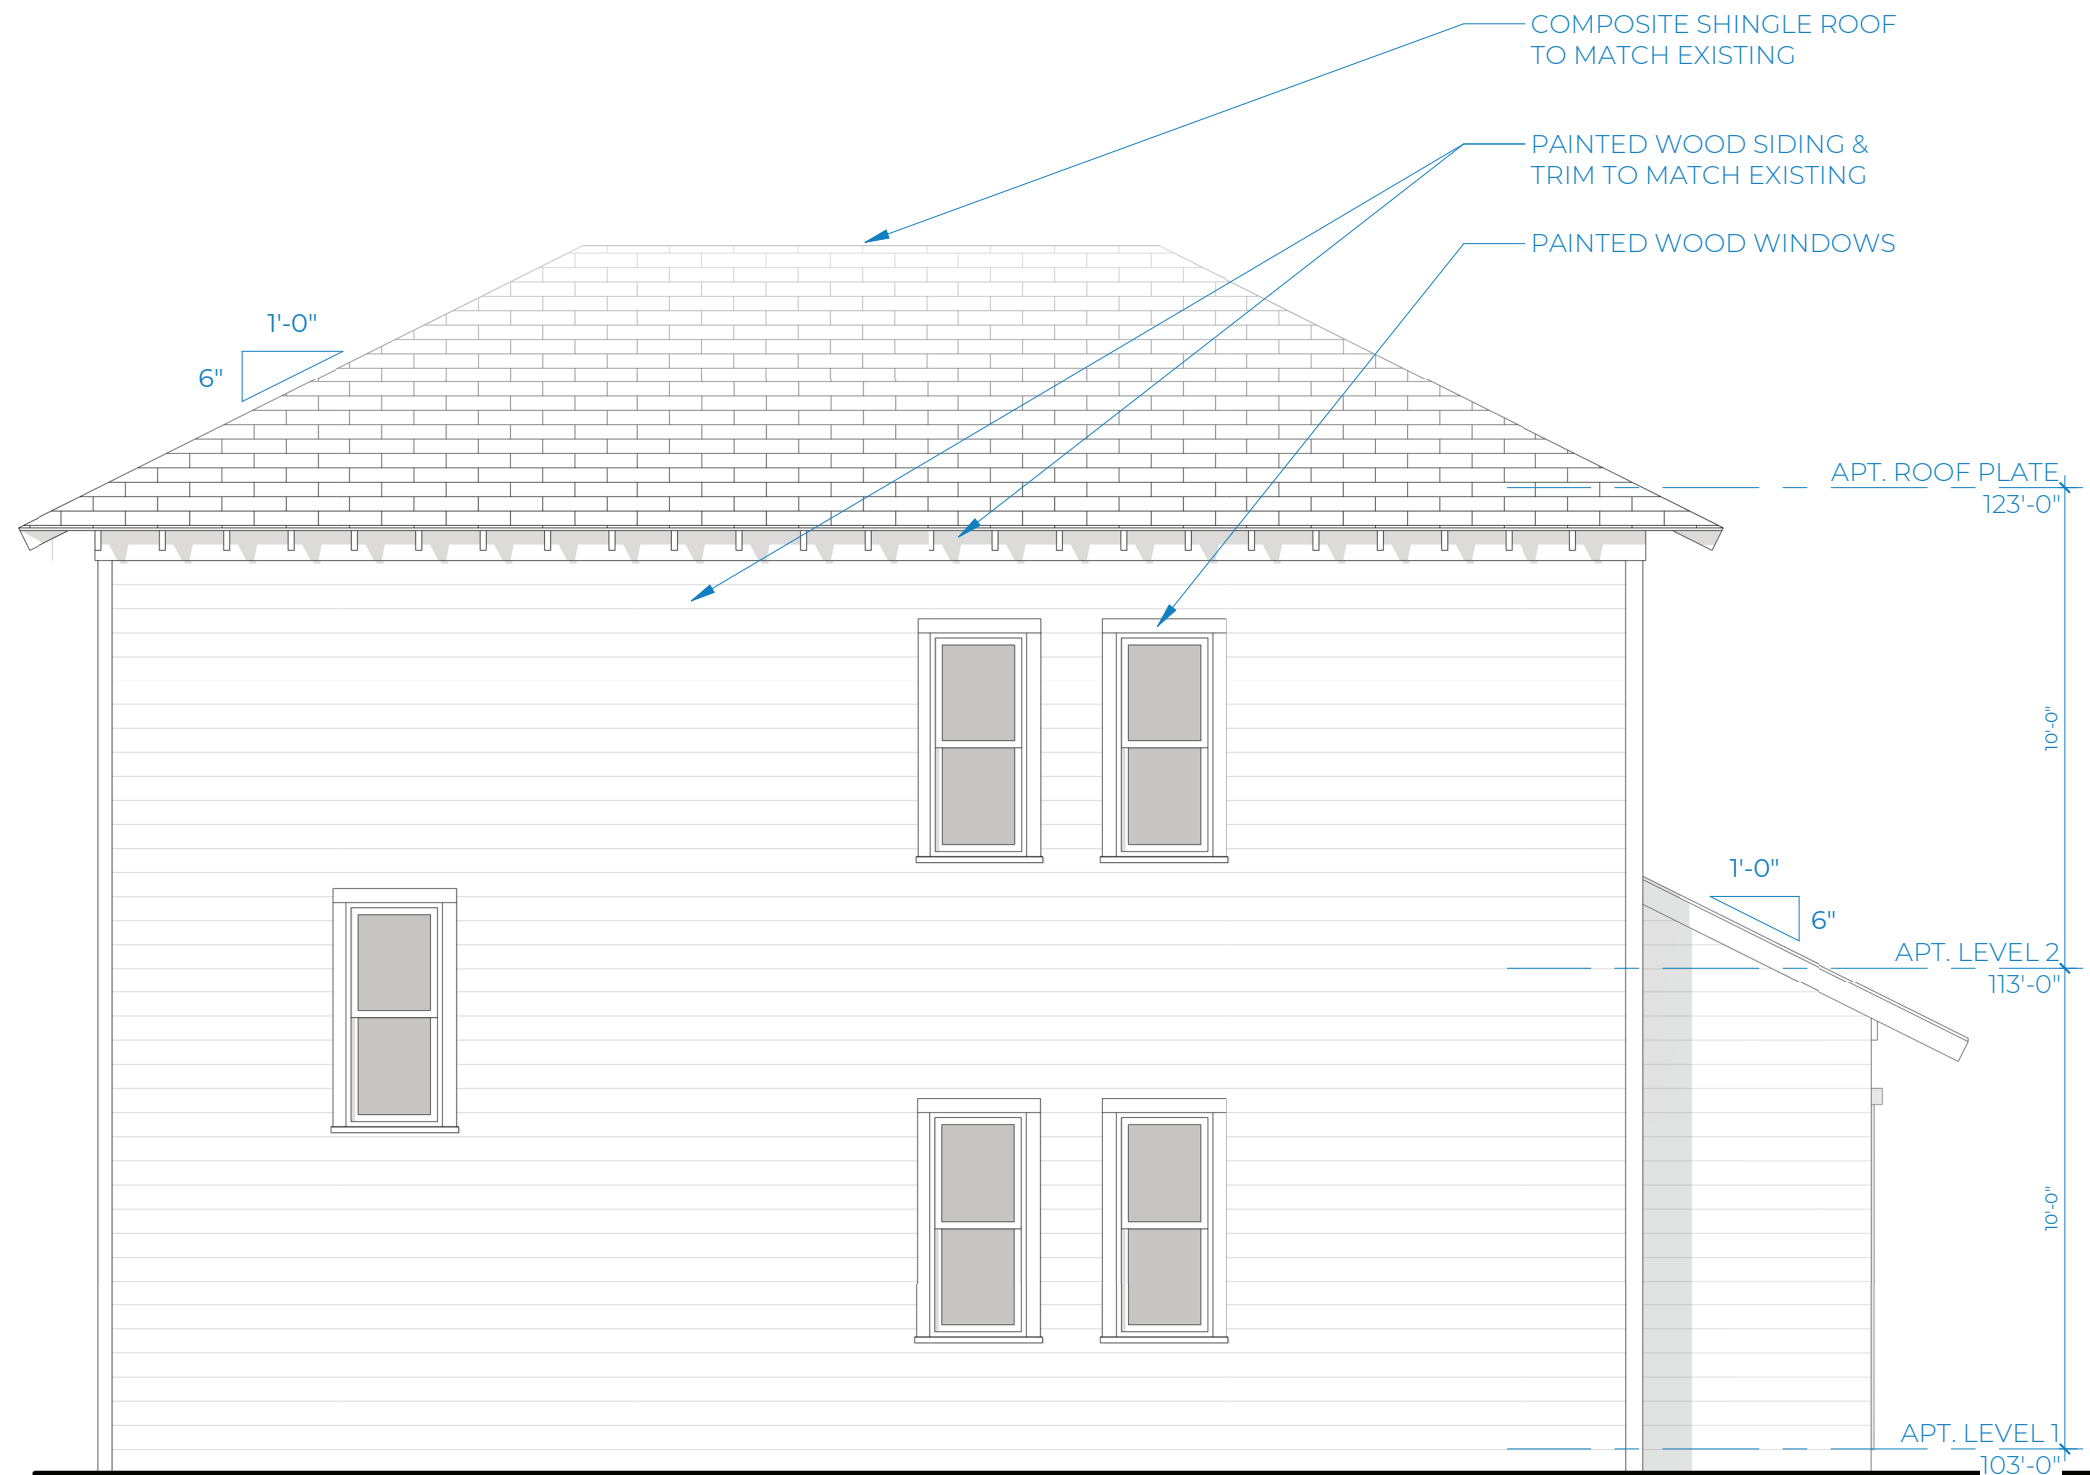 COMPOSITE SHINGLE ROOF
TO MATCH EXISTING
PAINTED WOOD SIDING &
TRIM TO MATCH EXISTING
PAINTED WOOD WINDOWS
1'-0"
6"
APT. ROOF PLATE
123'-0"
10'-0"
1'-0"
6"
APT. LEVEL 2
113'-0"
10'-0"
APT. LEVEL 1
103'-0"